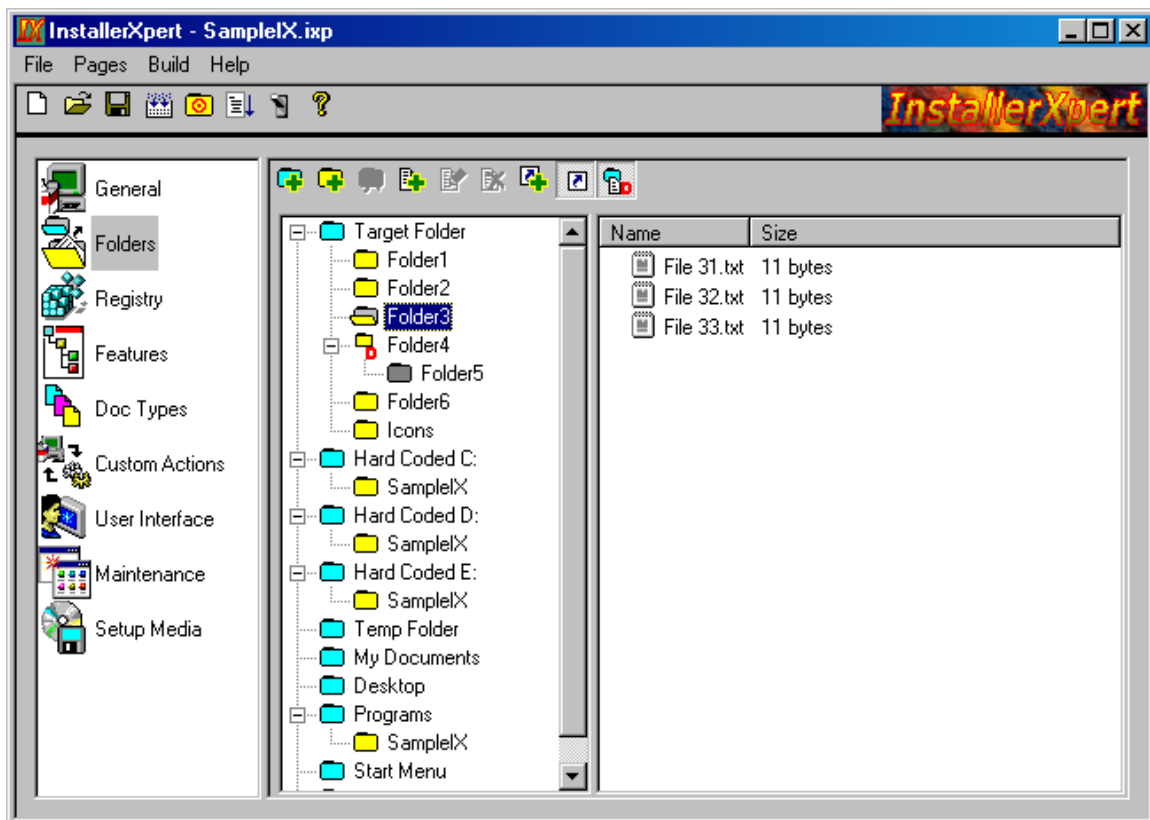 InstallerXpert - SampleIX.ixp
File Pages Build Help
InstallerXpert
General
Folders
Registry
Features
Doc Types
Custom Actions
User Interface
Maintenance
Setup Media
Target Folder
Folder1
Folder2
Folder3
Folder4
Folder5
Folder6
Icons
Hard Coded C:
SampleIX
Hard Coded D:
SampleIX
Hard Coded E:
SampleIX
Temp Folder
My Documents
Desktop
Programs
SampleIX
Start Menu
Name Size
File 31.txt 11 bytes
File 32.txt 11 bytes
File 33.txt 11 bytes